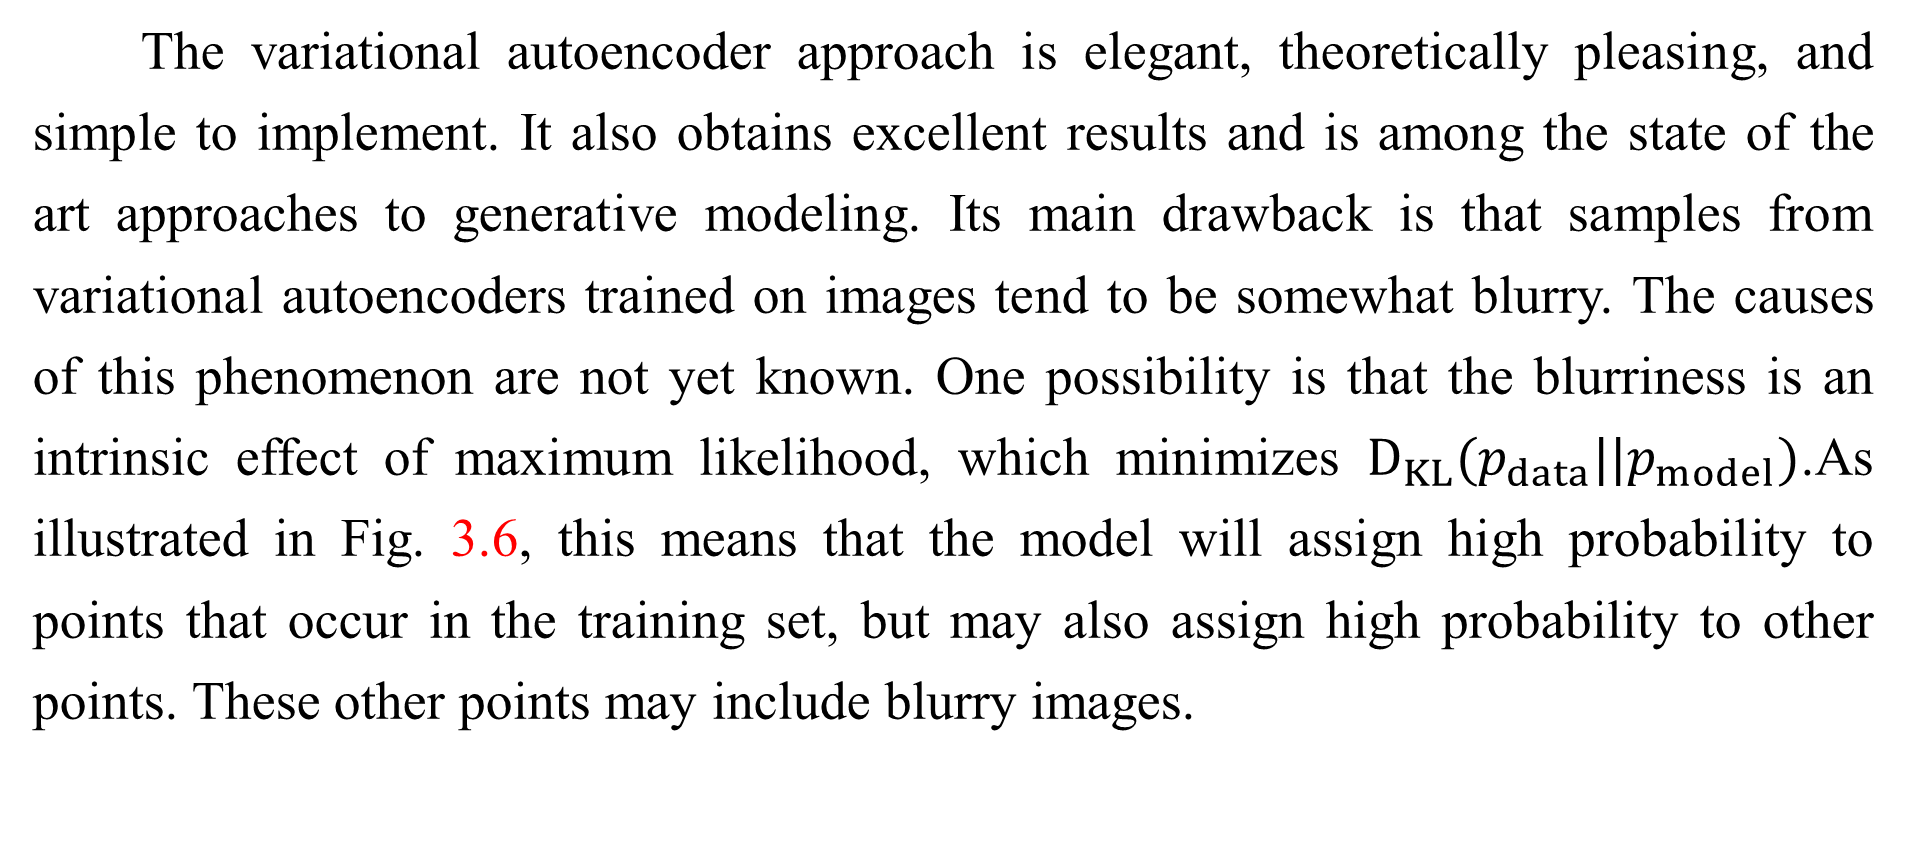 The variational autoencoder approach is elegant, theoretically pleasing, and
simple to implement. It also obtains excellent results and is among the state of the
art approaches to generative modeling. Its main drawback is that samples from
variational autoencoders trained on images tend to be somewhat blurry. The causes
of this phenomenon are not yet known. One possibility is that the blurriness is an
intrinsic effect of maximum likelihood, which minimizes D_KL(p_data||p_model).As
illustrated in Fig. 3.6, this means that the model will assign high probability to
points that occur in the training set, but may also assign high probability to other
points. These other points may include blurry images.